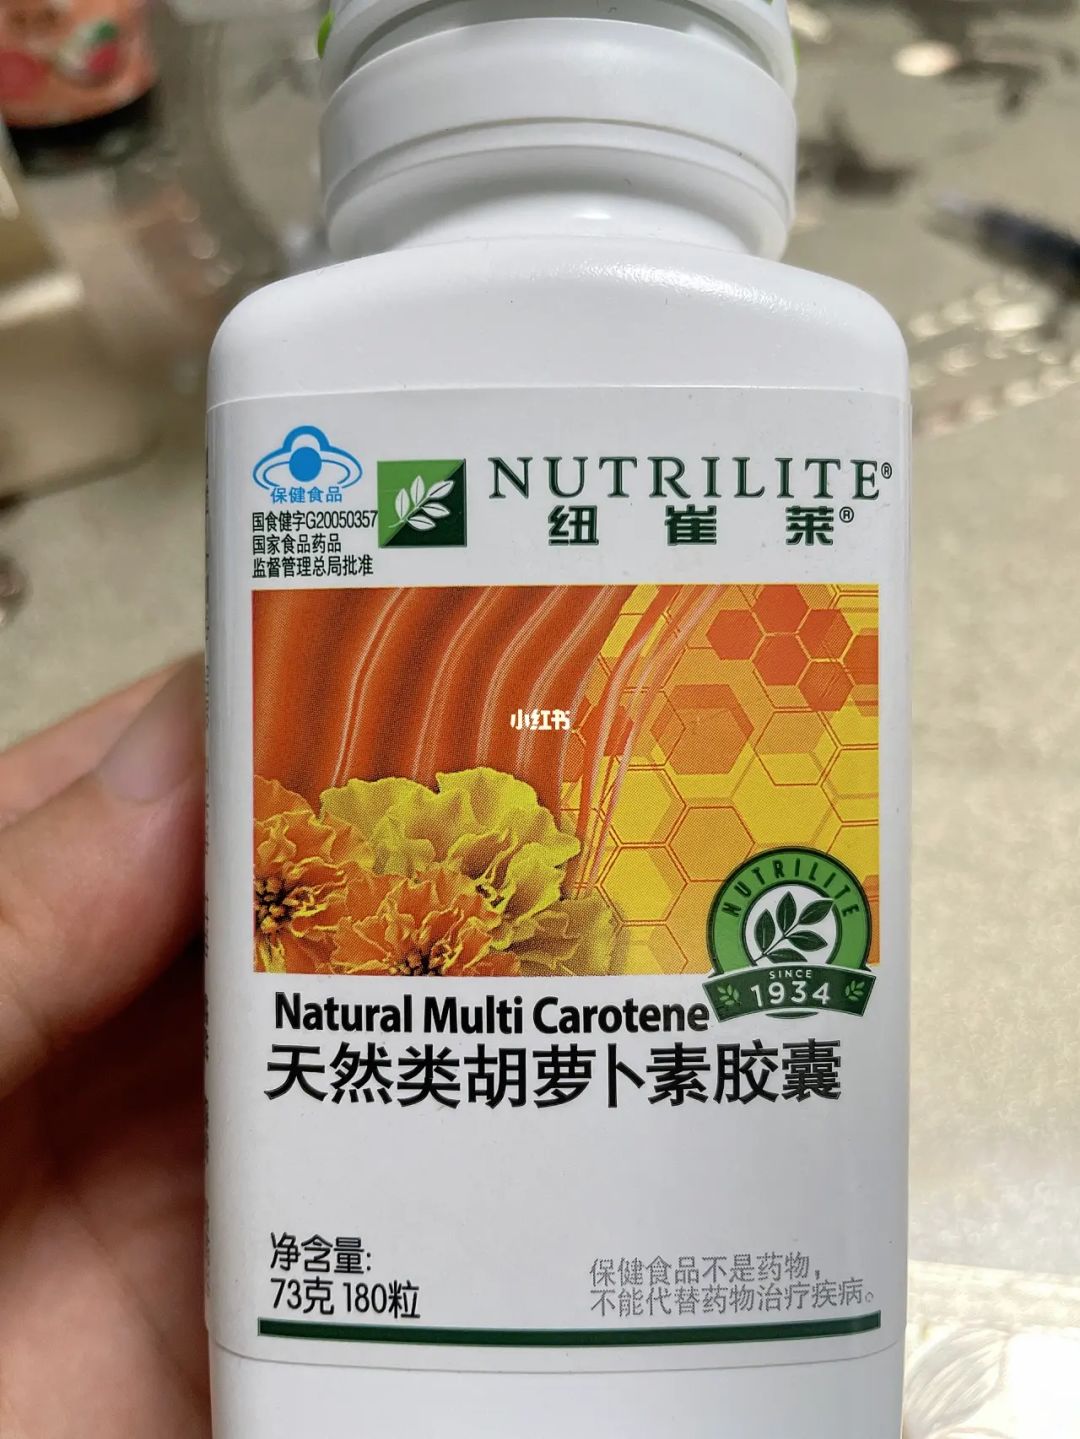 保健食品
国食健字G20050357
国家食品药品
监督管理总局批准
NUTRILITE®
纽崔莱®
小红书
NUTRILITE
SINCE
1934
Natural Multi Carotene
天然类胡萝卜素胶囊
净含量:
73克 180粒
保健食品不是药物，
不能代替药物治疗疾病。